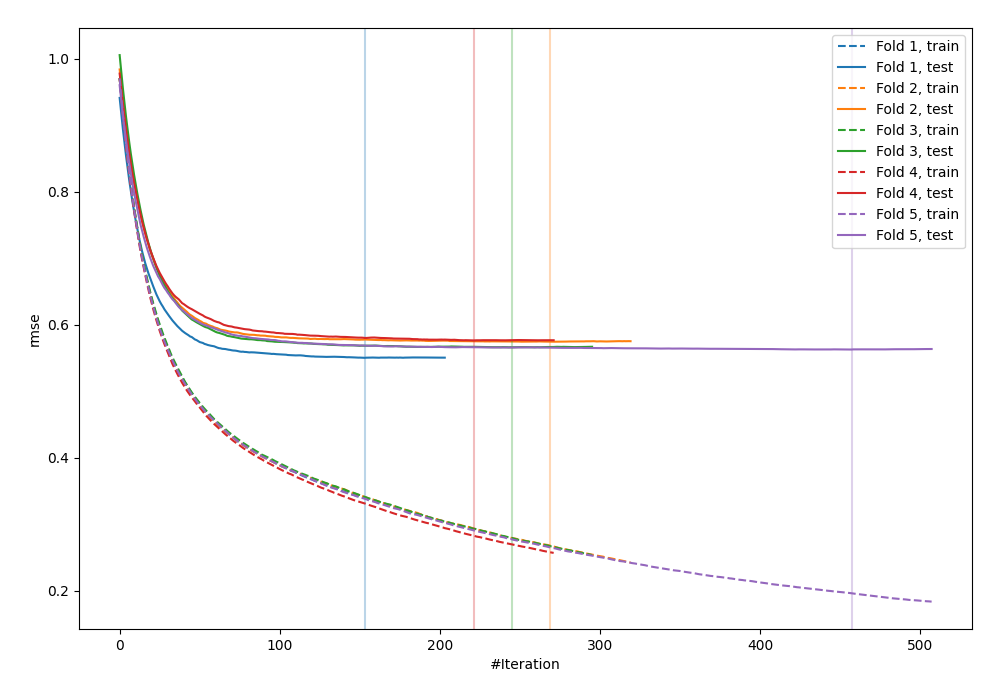 1.0
0.8
0.6
0.4
0.2
rmse
0
100
200
300
400
500
#Iteration
Fold 1, train
Fold 1, test
Fold 2, train
Fold 2, test
Fold 3, train
Fold 3, test
Fold 4, train
Fold 4, test
Fold 5, train
Fold 5, test